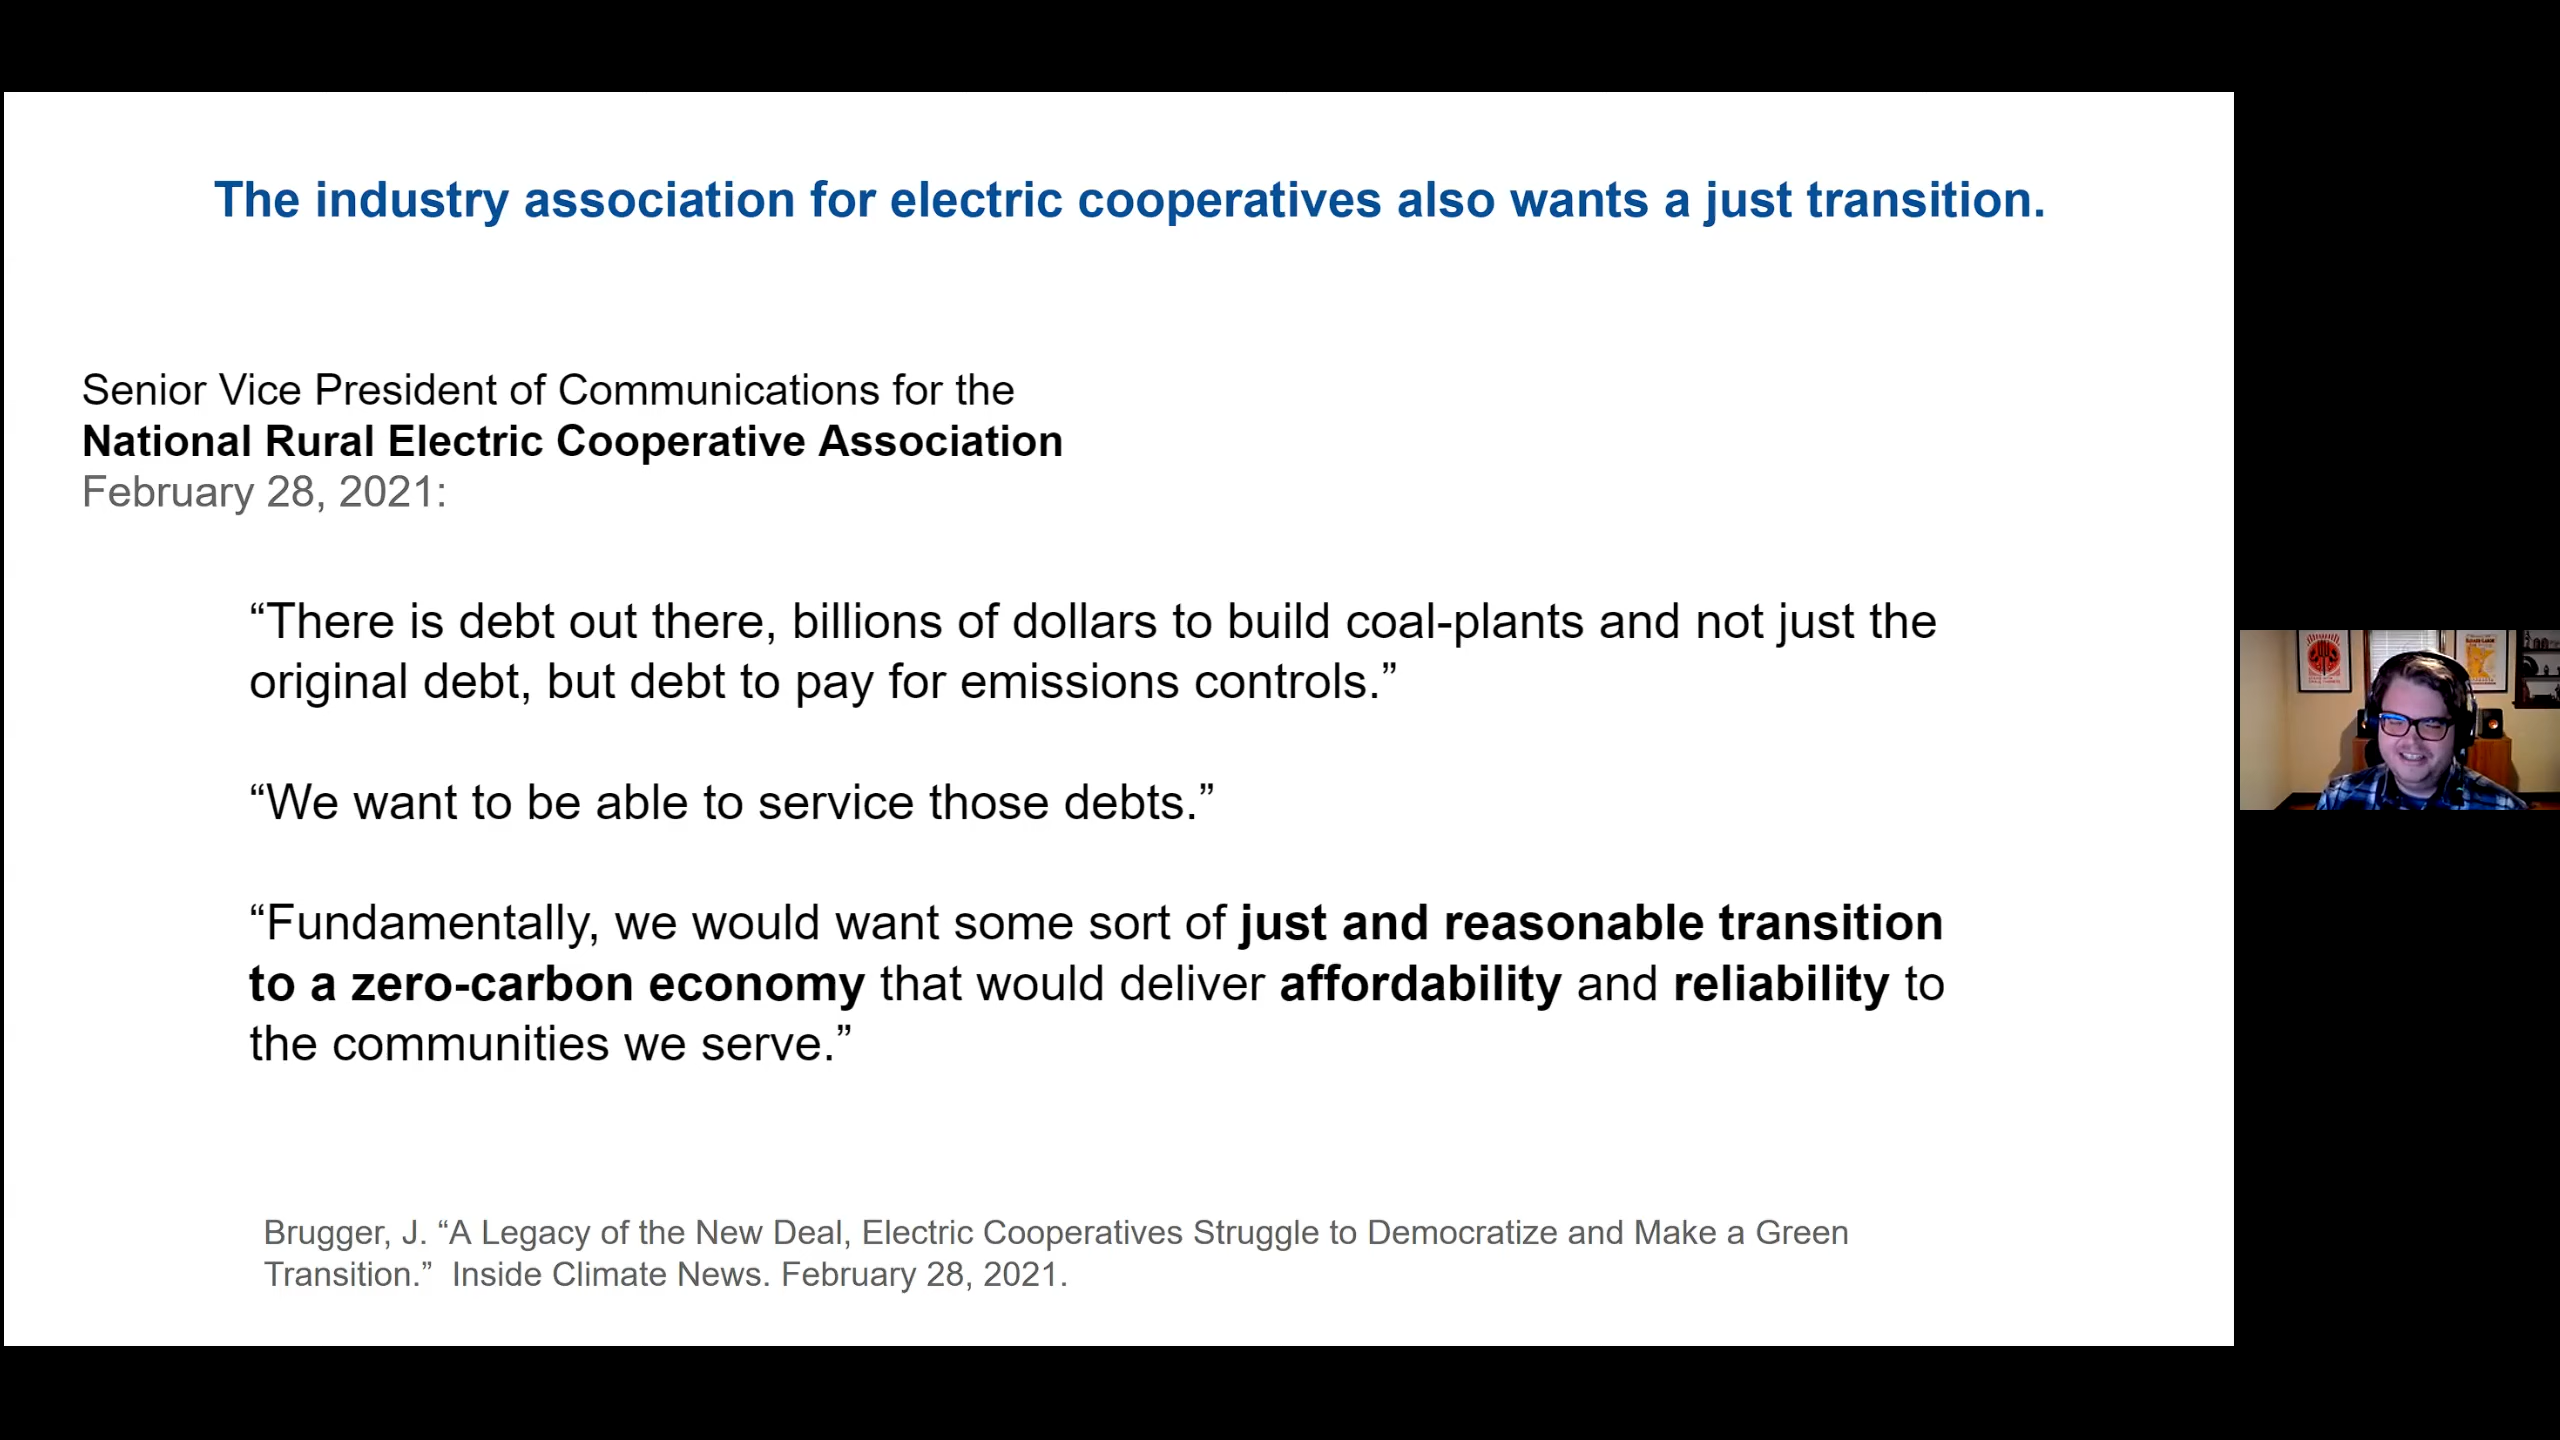 The industry association for electric cooperatives also wants a just transition.
Senior Vice President of Communications for the
National Rural Electric Cooperative Association
February 28, 2021:
“There is debt out there, billions of dollars to build coal-plants and not just the
original debt, but debt to pay for emissions controls.”
“We want to be able to service those debts.”
“Fundamentally, we would want some sort of just and reasonable transition
to a zero-carbon economy that would deliver affordability and reliability to
the communities we serve.”
Brugger, J. “A Legacy of the New Deal, Electric Cooperatives Struggle to Democratize and Make a Green
Transition.”  Inside Climate News. February 28, 2021.